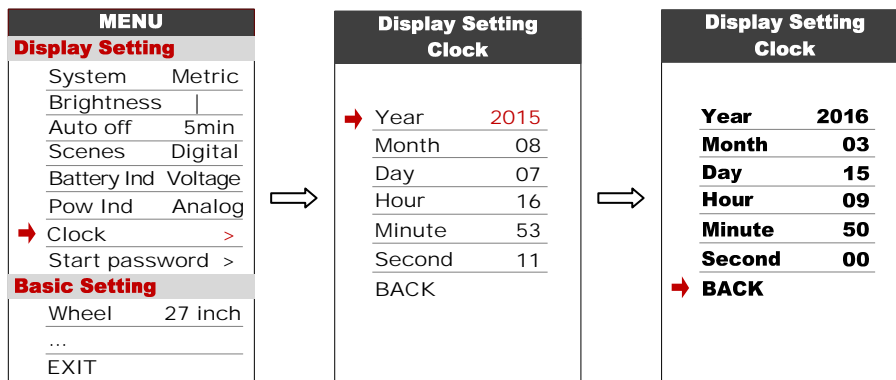 MENU
Display Setting
System Metric
Brightness |
Auto off 5min
Scenes Digital
Battery Ind Voltage
Pow Ind Analog
Clock >
Start password >
Basic Setting
Wheel 27 inch
...
EXIT
Display Setting
Clock
Year 2015
Month 08
Day 07
Hour 16
Minute 53
Second 11
BACK
Display Setting
Clock
Year 2016
Month 03
Day 15
Hour 09
Minute 50
Second 00
BACK